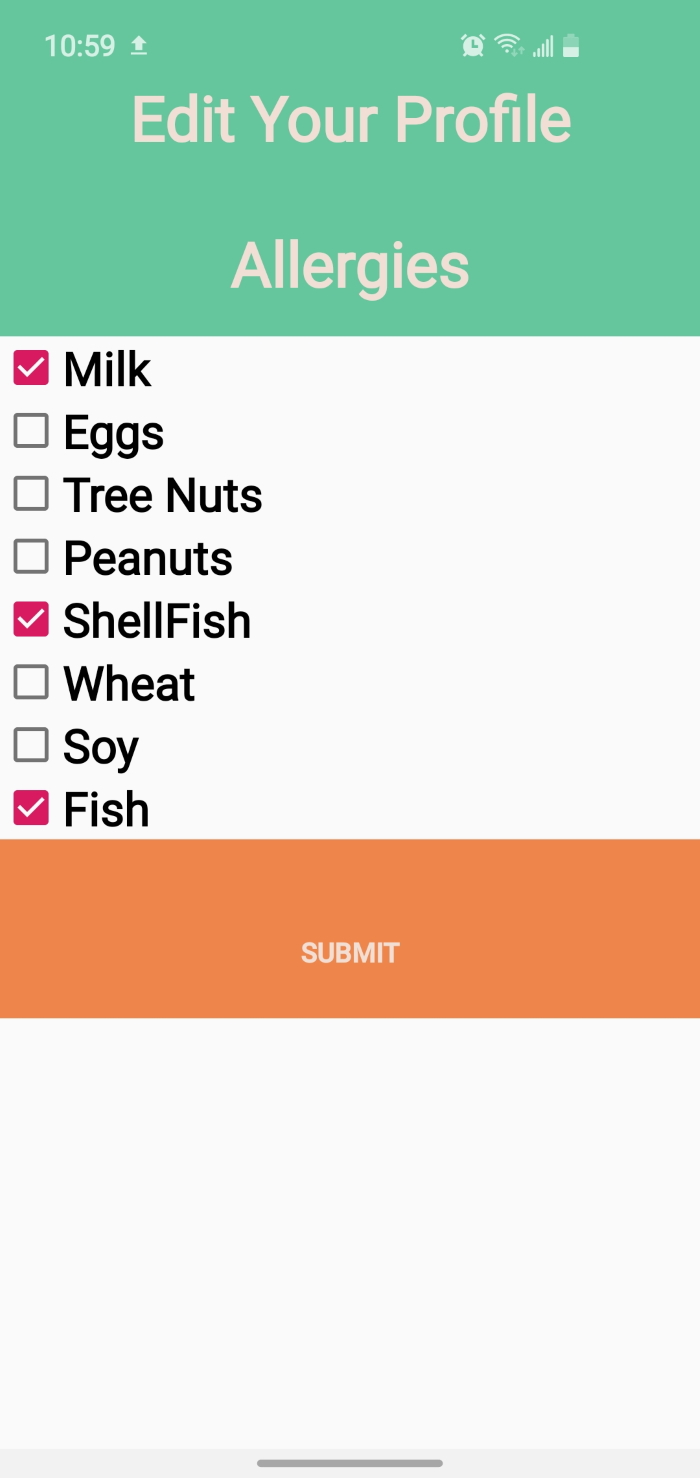 10:59
Edit Your Profile
Allergies
Milk
Eggs
Tree Nuts
Peanuts
ShellFish
Wheat
Soy
Fish
SUBMIT